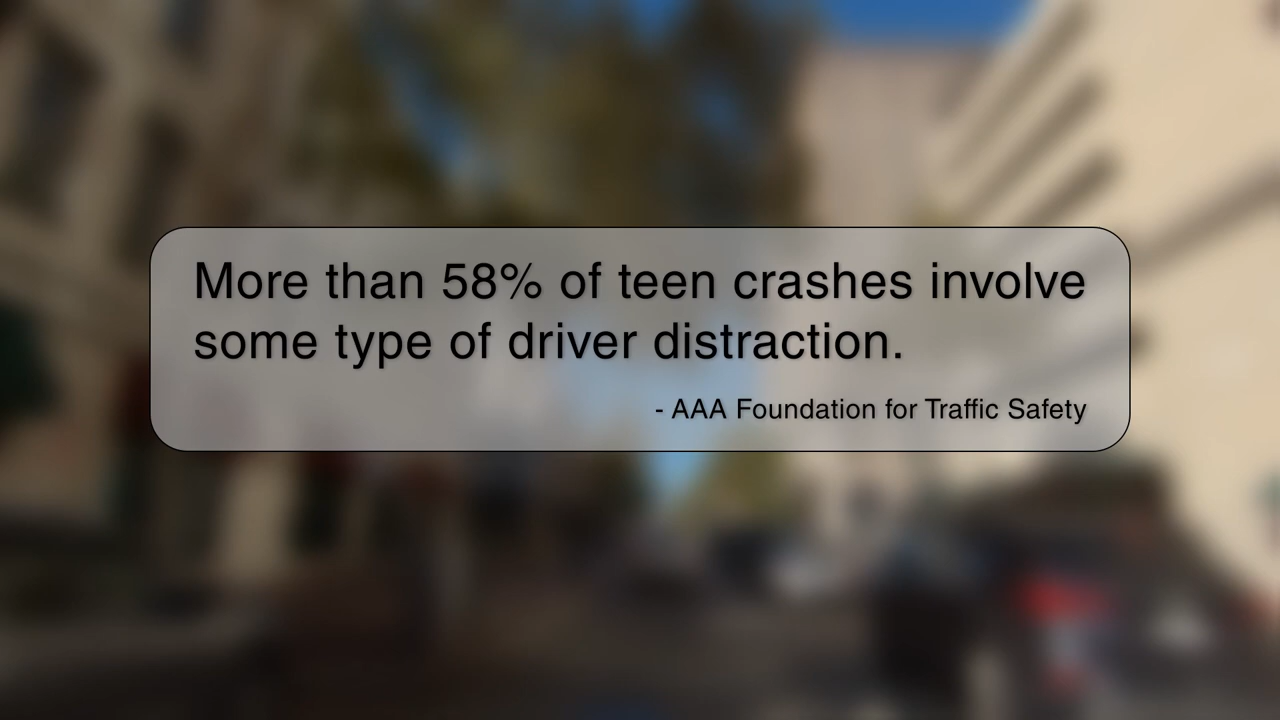 More than 58% of teen crashes involve
some type of driver distraction.
- AAA Foundation for Traffic Safety